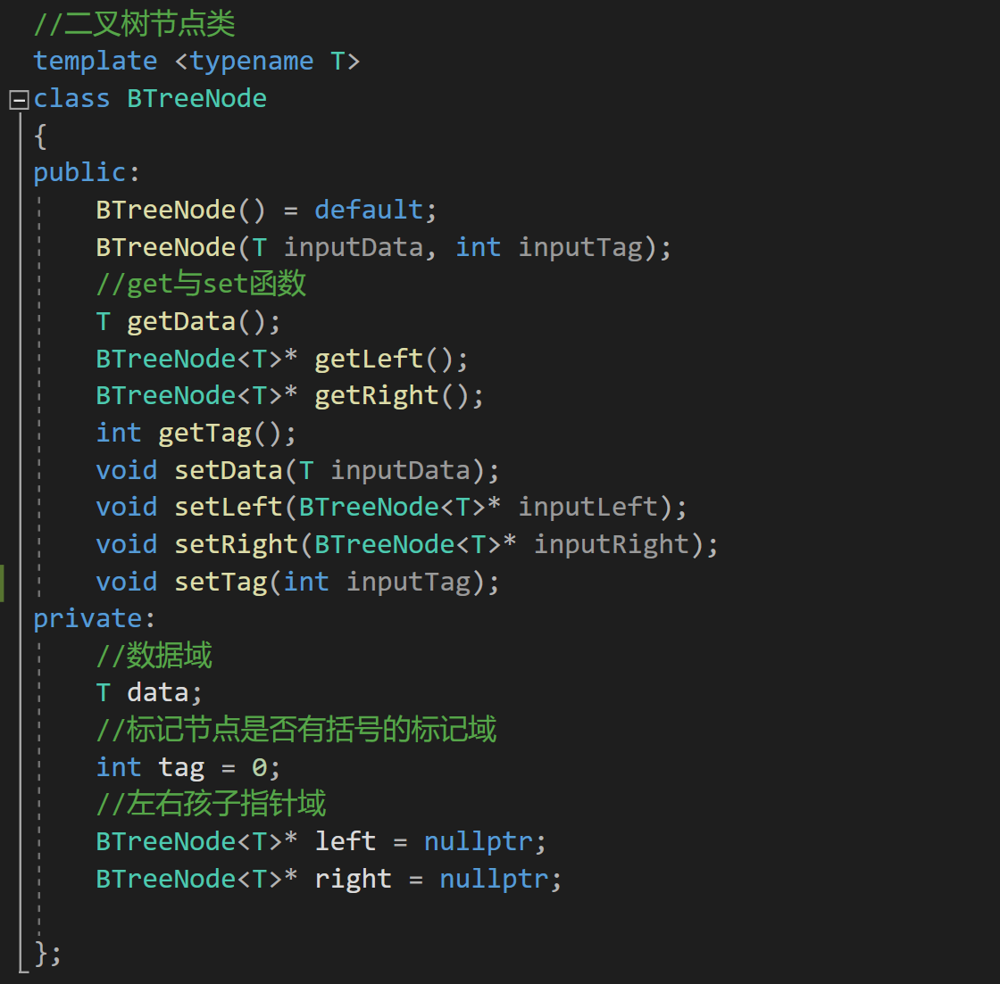 //二叉树节点类
template <typename T>
class BTreeNode
{
public:
    BTreeNode() = default;
    BTreeNode(T inputData, int inputTag);
    //get与set函数
    T getData();
    BTreeNode<T>* getLeft();
    BTreeNode<T>* getRight();
    int getTag();
    void setData(T inputData);
    void setLeft(BTreeNode<T>* inputLeft);
    void setRight(BTreeNode<T>* inputRight);
    void setTag(int inputTag);
private:
    //数据域
    T data;
    //标记节点是否有括号的标记域
    int tag = 0;
    //左右孩子指针域
    BTreeNode<T>* left = nullptr;
    BTreeNode<T>* right = nullptr;
};